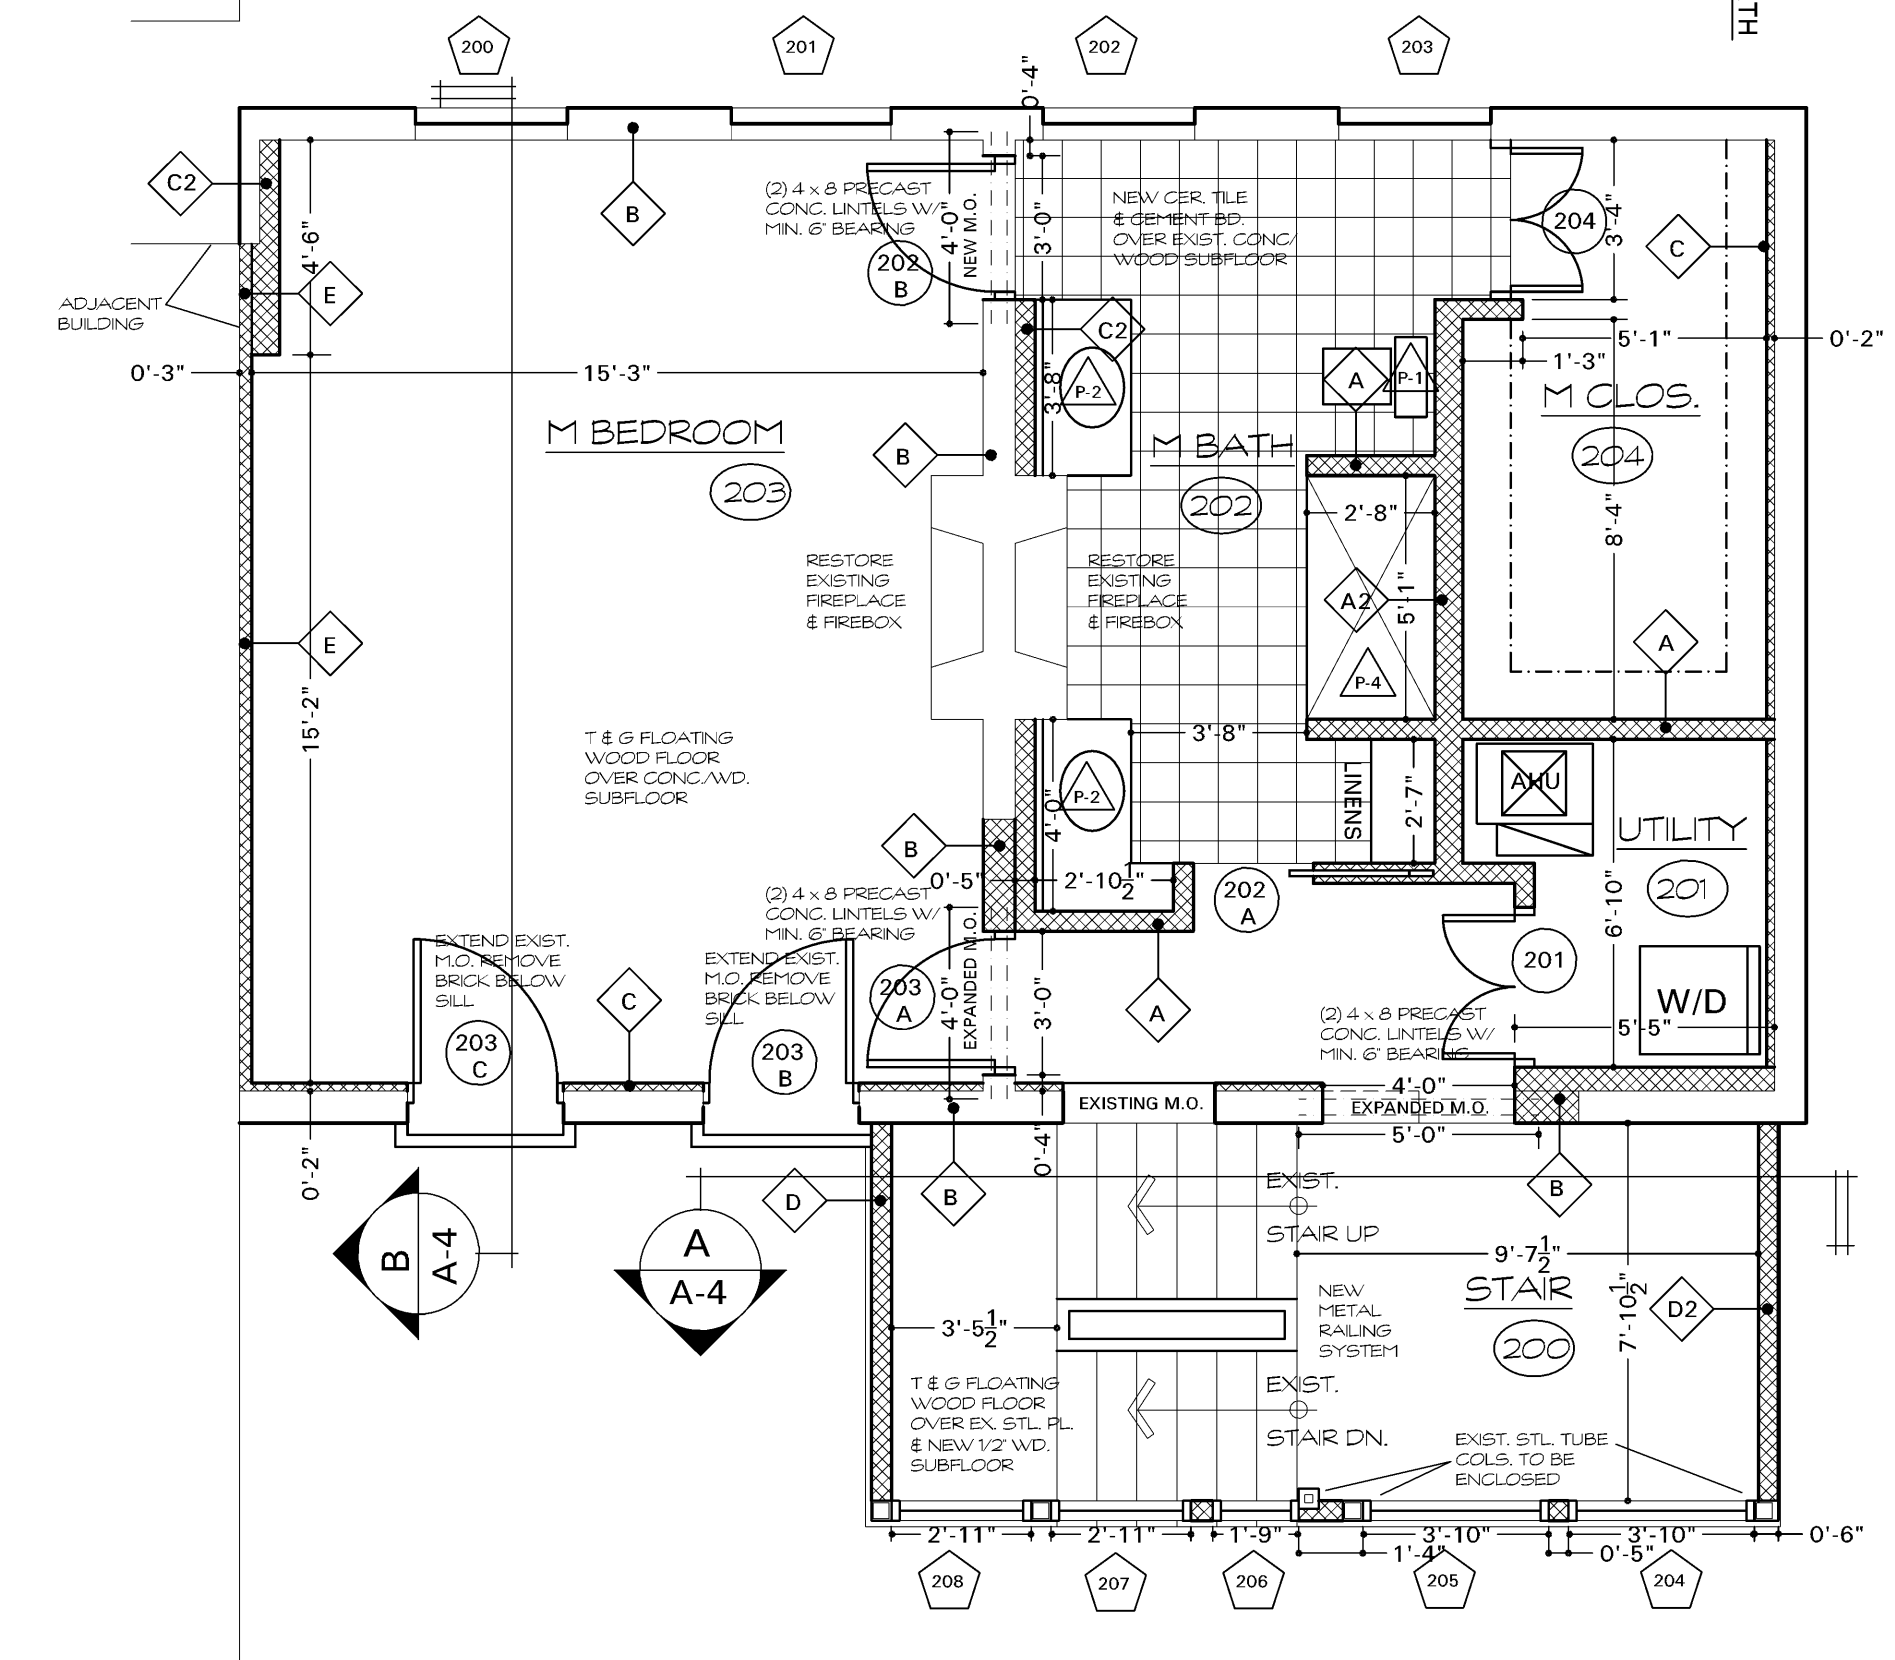 TH
200
201
202
203
0'-4"
C2
B
(2) 4 x 8 PRECAST
CONC. LINTELS W/
MIN. 6" BEARING
4'-0"
NEW M.O.
3'-0"
NEW CER. TILE
& CEMENT BD.
OVER EXIST. CONC/
WOOD SUBFLOOR
204
3'-4"
C
4'-6"
E
202
B
ADJACENT
BUILDING
C2
5'-1"
0'-2"
1'-3"
0'-3"
15'-3"
3'-8"
P-2
A
P-1
M CLOS.
204
M BEDROOM
203
B
M BATH
202
2'-8"
8'-4"
RESTORE
EXISTING
FIREPLACE
& FIREBOX
RESTORE
EXISTING
FIREPLACE
& FIREBOX
A2
5'-1"
P-4
A
E
15'-2"
T & G FLOATING
WOOD FLOOR
OVER CONC./WD.
SUBFLOOR
3'-8"
P-2
4'-0"
LINENS
2'-7"
AHU
UTILITY
201
B
0'-5"
2'-10½"
202
A
6'-10"
(2) 4 x 8 PRECAST
CONC. LINTELS W/
MIN. 6" BEARING
EXTEND EXIST.
M.O. REMOVE
BRICK BELOW
SILL
EXTEND EXIST.
M.O. REMOVE
BRICK BELOW
SILL
C
203
A
4'-0"
EXPANDED M.O.
3'-0"
A
201
W/D
(2) 4 x 8 PRECAST
CONC. LINTELS W/
MIN. 6" BEARING
5'-5"
203
C
203
B
4'-0"
EXISTING M.O.
EXPANDED M.O.
5'-0"
0'-2"
0'-4"
B
B
D
B
A-4
A
A-4
EXIST.
STAIR UP
9'-7½"
STAIR
200
7'-10½"
D2
NEW
METAL
RAILING
SYSTEM
3'-5½"
T & G FLOATING
WOOD FLOOR
OVER EX. STL. PL.
& NEW 1/2" WD.
SUBFLOOR
EXIST.
STAIR DN.
EXIST. STL. TUBE
COLS. TO BE
ENCLOSED
2'-11"
2'-11"
1'-9"
3'-10"
3'-10"
0'-6"
1'-4"
0'-5"
208
207
206
205
204